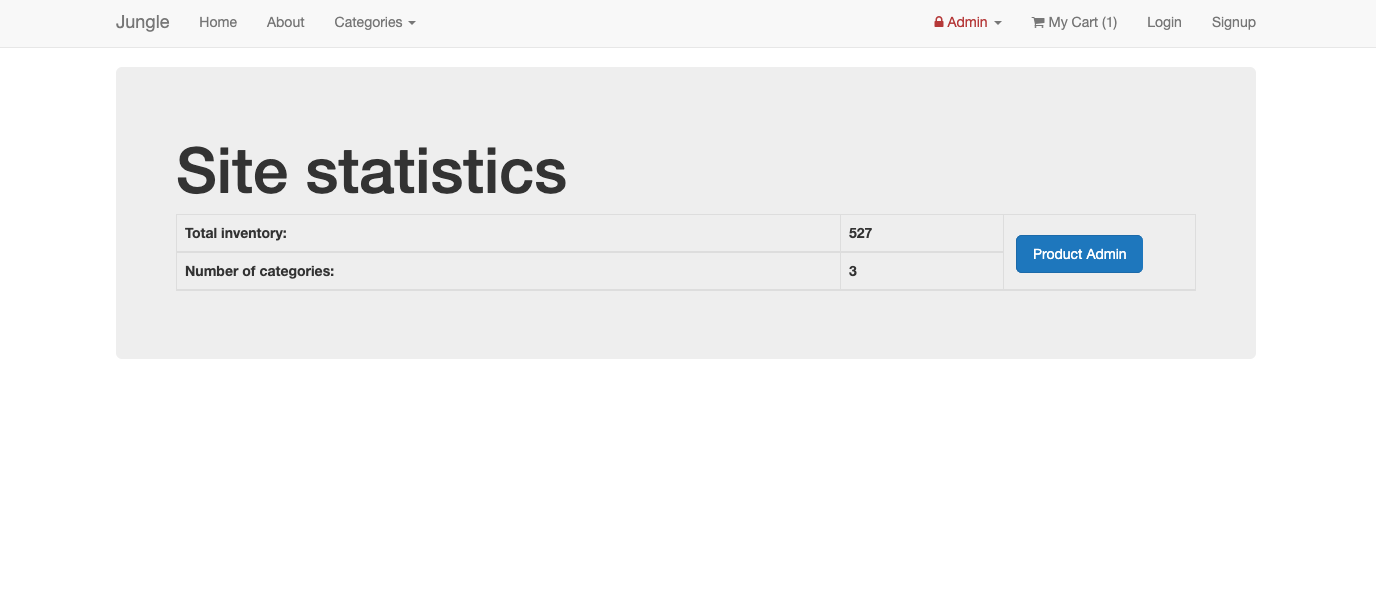 Jungle Home About Categories Admin My Cart (1) Login Signup
Site statistics
Total inventory: 527
Product Admin
Number of categories: 3